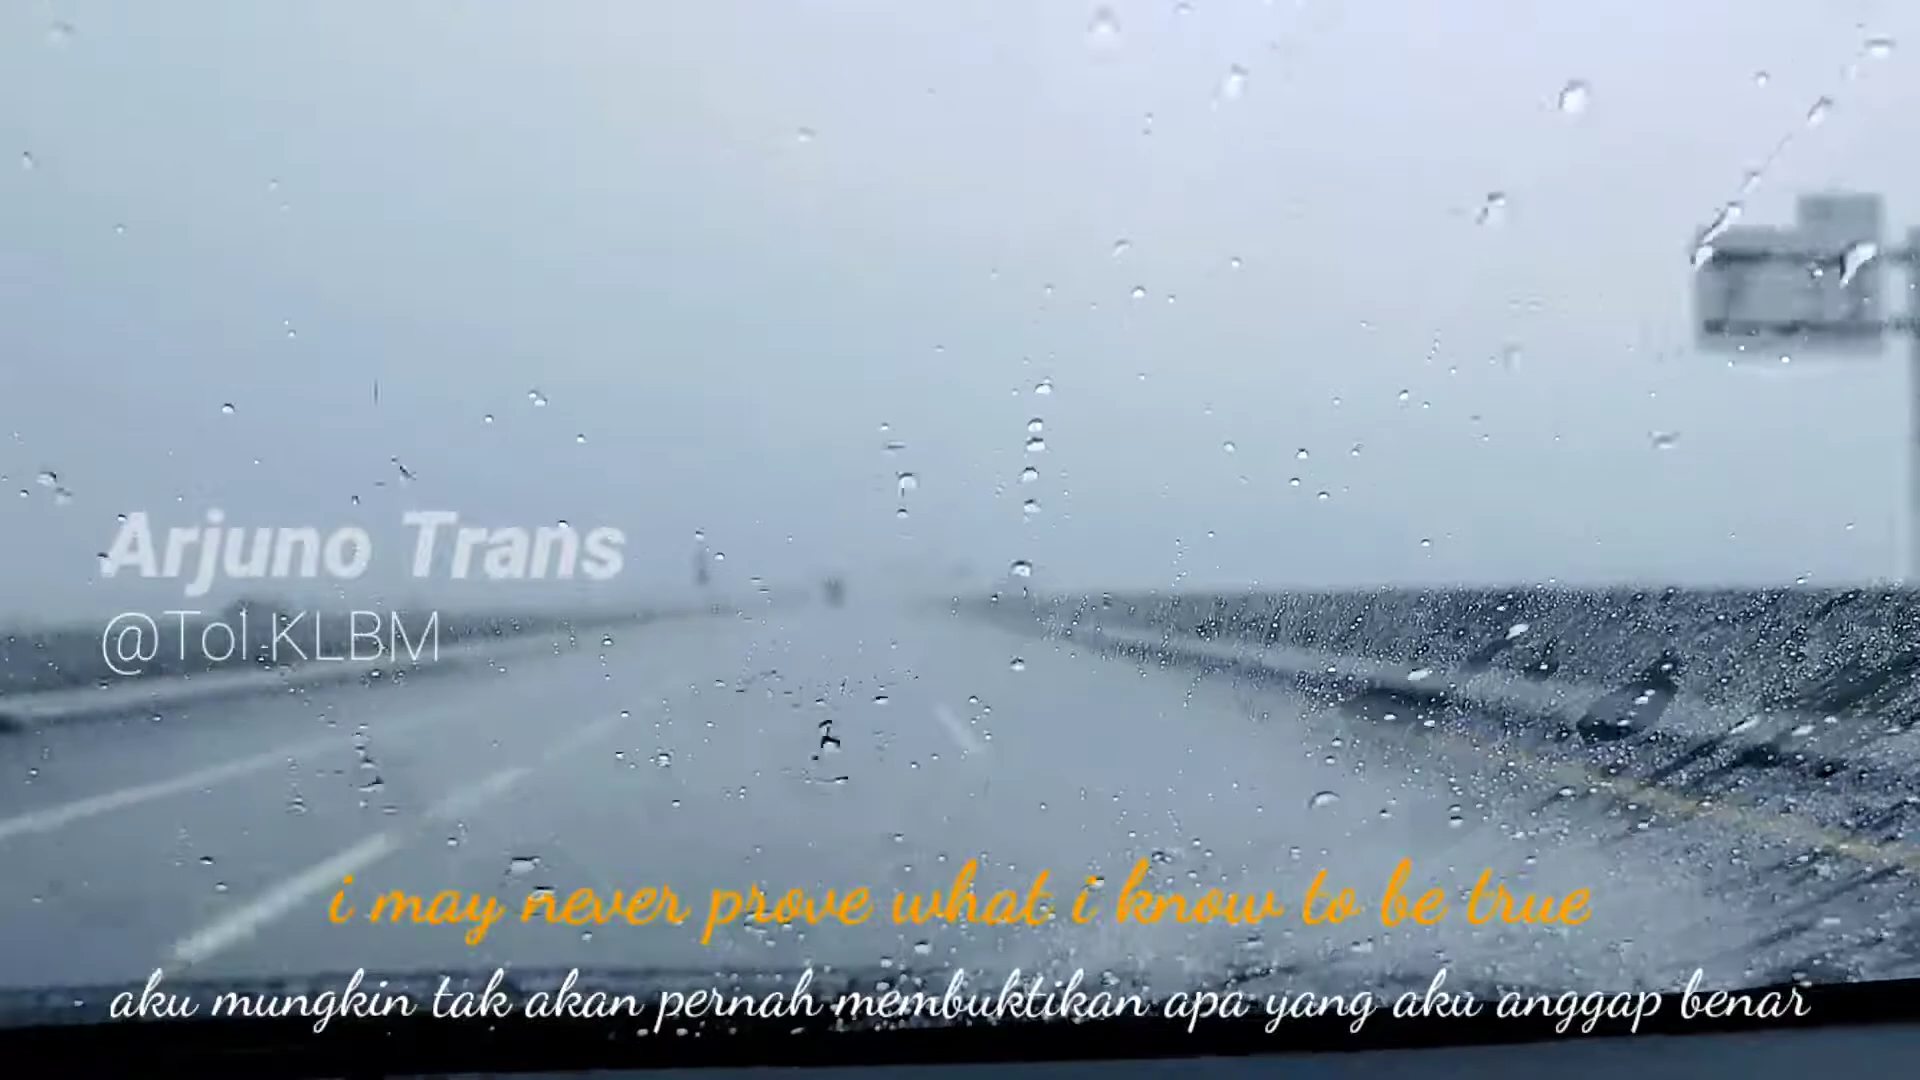 Arjuno Trans
@Tol KLBM
i may never prove what i know to be true
aku mungkin tak akan pernah membuktikan apa yang aku anggap benar